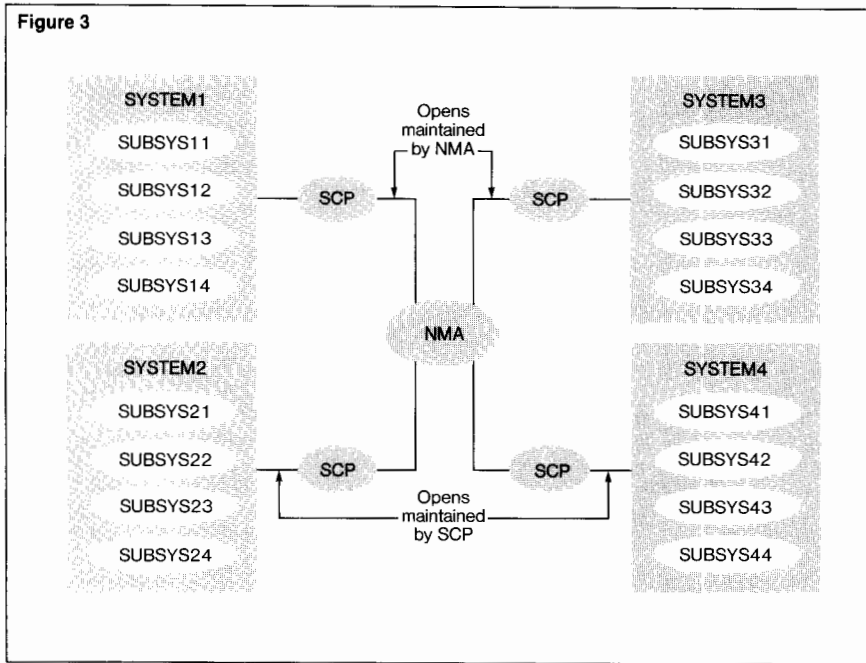 Figure 3
SYSTEM1
SUBSYS11
SUBSYS12
SUBSYS13
SUBSYS14
SCP
Opens
maintained
by NMA
SCP
SYSTEM3
SUBSYS31
SUBSYS32
SUBSYS33
SUBSYS34
NMA
SYSTEM2
SUBSYS21
SUBSYS22
SUBSYS23
SUBSYS24
SCP
Opens
maintained
by SCP
SCP
SYSTEM4
SUBSYS41
SUBSYS42
SUBSYS43
SUBSYS44